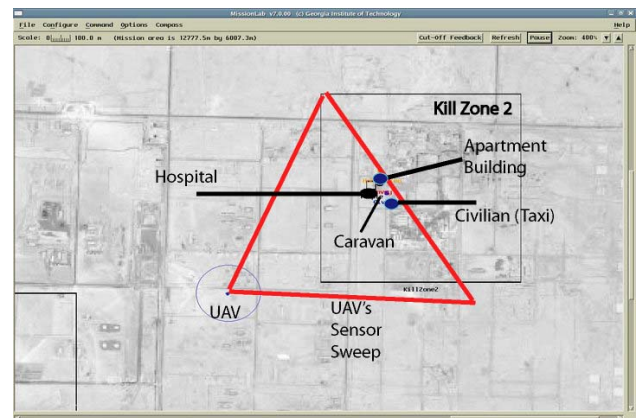 MissionLab v7.0.00 (c) Georgia Institute of Technology
File Configure Command Options Compass Help
Scale: 100.0 m (Mission area is 12777.5m by 6007.3m) Cut-Off Feedback Refresh Pause Zoom: 400%
Kill Zone 2
Apartment
Building
Hospital
Civilian (Taxi)
Caravan
KillZone2
UAV
UAV's
Sensor
Sweep